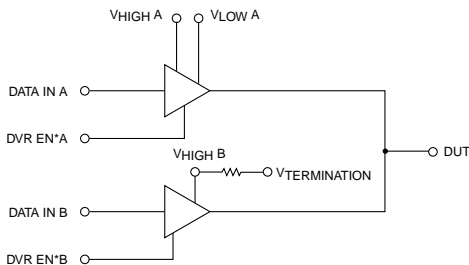 VHIGH A VLOW A
DATA IN A
DVR EN*A
VHIGH B
VTERMINATION
DUT
DATA IN B
DVR EN*B